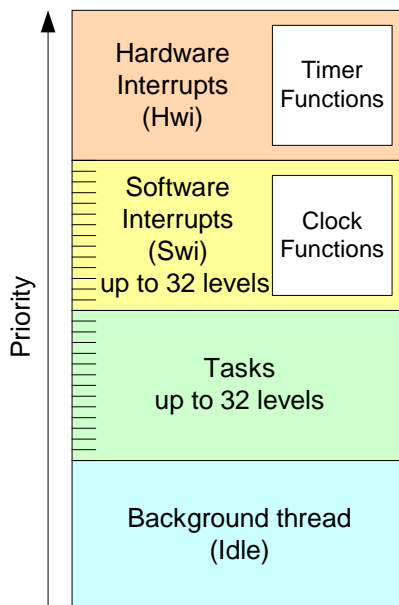 Priority
Hardware
Interrupts
(Hwi)
Timer
Functions
Software
Interrupts
(Swi)
up to 32 levels
Clock
Functions
Tasks
up to 32 levels
Background thread
(Idle)